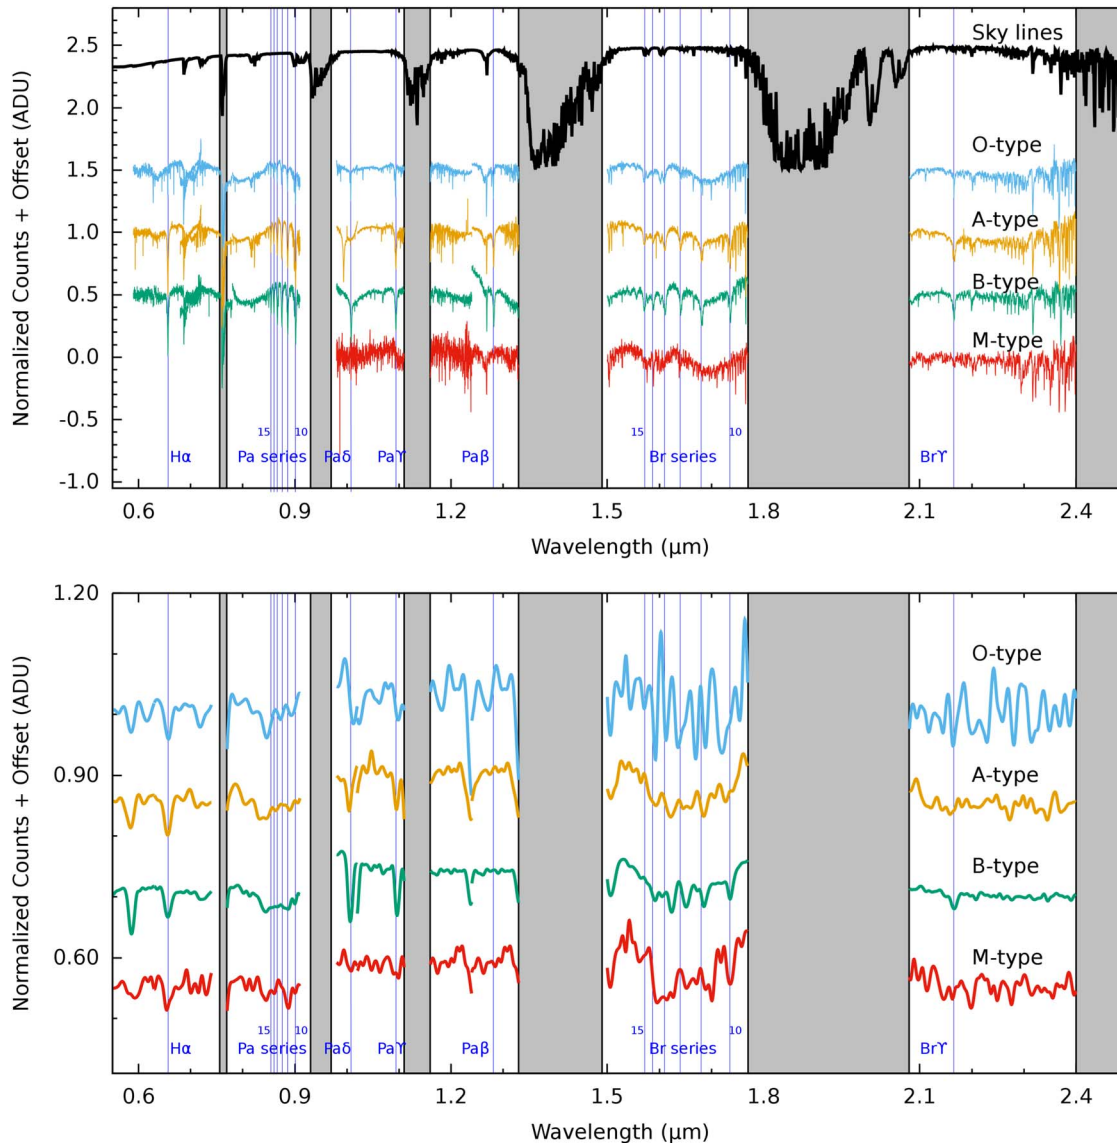 Normalized Counts + Offset (ADU)
2.5
2.0
1.5
1.0
0.5
0.0
-0.5
-1.0
Sky lines
O-type
A-type
B-type
M-type
15 10 15 10
Hα Pa series Paδ Paϒ Paβ Br series Brϒ
0.6 0.9 1.2 1.5 1.8 2.1 2.4
Wavelength (μm)
Normalized Counts + Offset (ADU)
1.20
0.90
0.60
O-type
A-type
B-type
M-type
15 10 15 10
Hα Pa series Paδ Paϒ Paβ Br series Brϒ
0.6 0.9 1.2 1.5 1.8 2.1 2.4
Wavelength (μm)